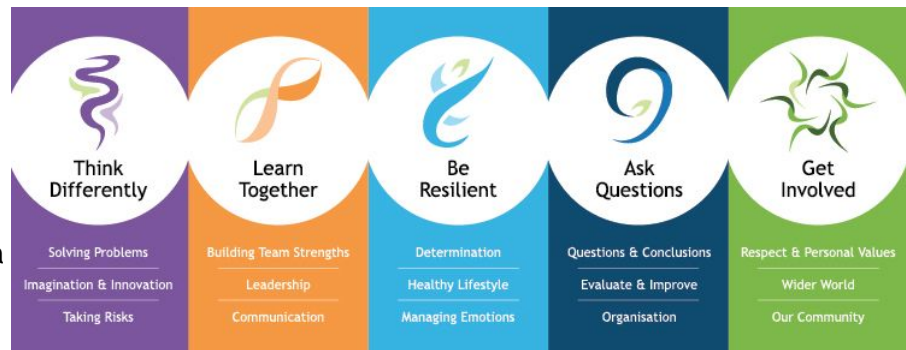 Think
Differently
Solving Problems
Imagination & Innovation
Taking Risks
Learn
Together
Building Team Strengths
Leadership
Communication
Be
Resilient
Determination
Healthy Lifestyle
Managing Emotions
Ask
Questions
Questions & Conclusions
Evaluate & Improve
Organisation
Get
Involved
Respect & Personal Values
Wider World
Our Community